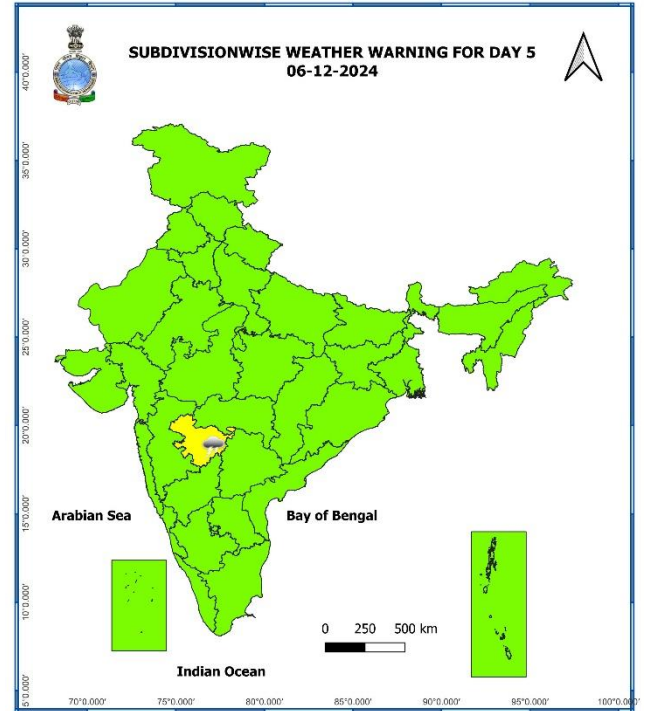 SUBDIVISIONWISE WEATHER WARNING FOR DAY 5
06-12-2024
40°0.000'
35°0.000'
30°0.000'
25°0.000'
20°0.000'
15°0.000'
10°0.000'
5°0.000'
Arabian Sea
Bay of Bengal
0 250 500 km
Indian Ocean
70°0.000' 75°0.000' 80°0.000' 85°0.000' 90°0.000' 95°0.000' 100°0.000'